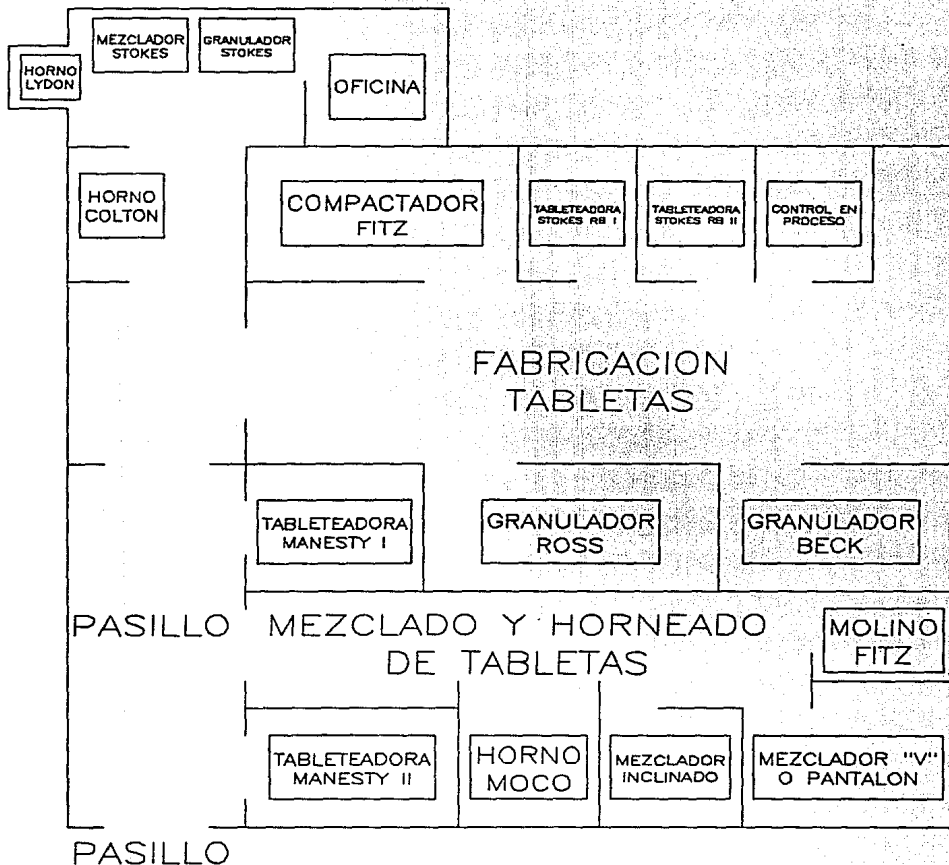 MEZCLADOR
STOKES
GRANULADOR
STOKES
HORNO
LYDON
OFICINA
HORNO
COLTON
COMPACTADOR
FITZ
TABLETEADORA
STOKES RB I
TABLETEADORA
STOKES RB II
CONTROL EN
PROCESO
FABRICACION
TABLETAS
TABLETEADORA
MANESTY I
GRANULADOR
ROSS
GRANULADOR
BECK
PASILLO
MEZCLADO Y HORNEADO
DE TABLETAS
MOLINO
FITZ
TABLETEADORA
MANESTY II
HORNO
MOCO
MEZCLADOR
INCLINADO
MEZCLADOR "V"
O PANTALON
PASILLO